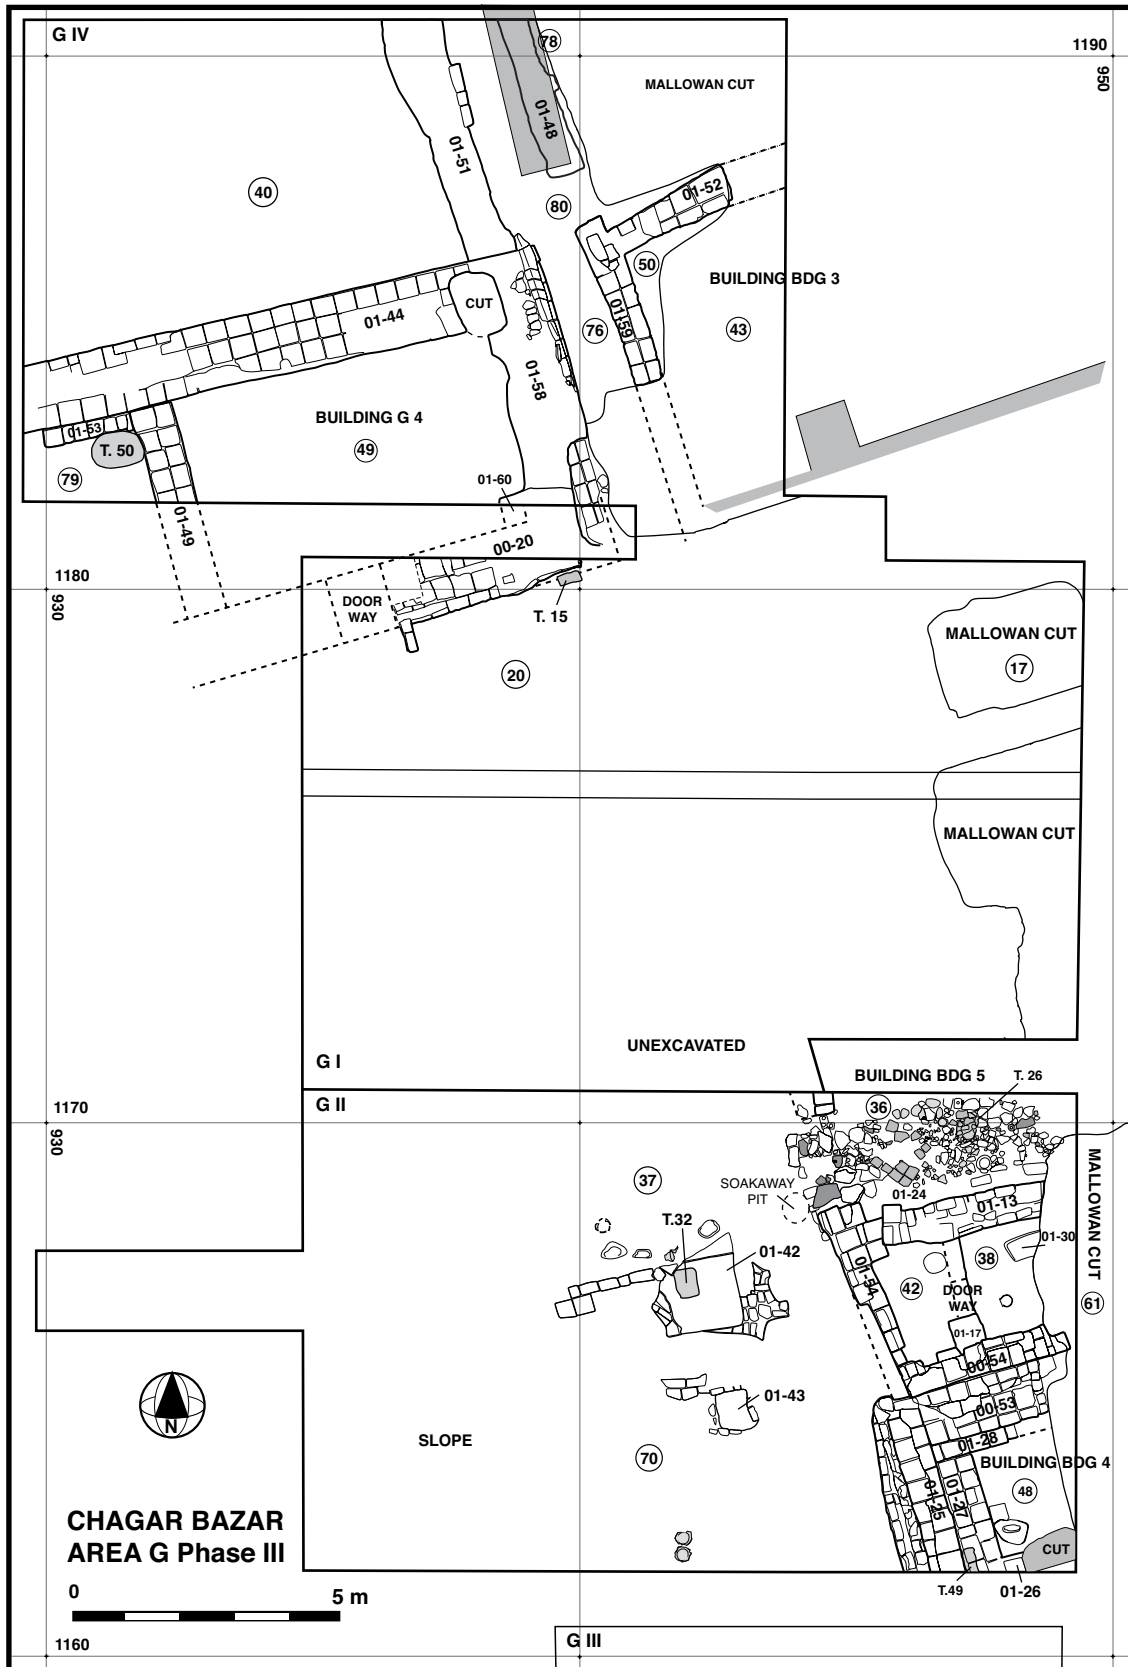 G IV
78
1190
950
MALLOWAN CUT
01-48
01-51
40
80
01-52
50
BUILDING BDG 3
CUT
01-44
76
01-59
43
01-58
BUILDING G 4
01-53
T. 50
49
79
01-60
01-49
00-20
1180
930
DOOR
WAY
T. 15
MALLOWAN CUT
17
20
MALLOWAN CUT
UNEXCAVATED
G I
BUILDING BDG 5
T. 26
1170
G II
36
930
MALLOWAN CUT
37
SOAKAWAY
PIT
01-24
01-13
T.32
01-42
01-30
38
01-54
42
DOOR
WAY
61
01-17
00-54
01-43
00-53
SLOPE
01-28
70
BUILDING BDG 4
01-25
01-27
48
N
CHAGAR BAZAR
AREA G Phase III
CUT
0
5 m
T.49
01-26
1160
G III